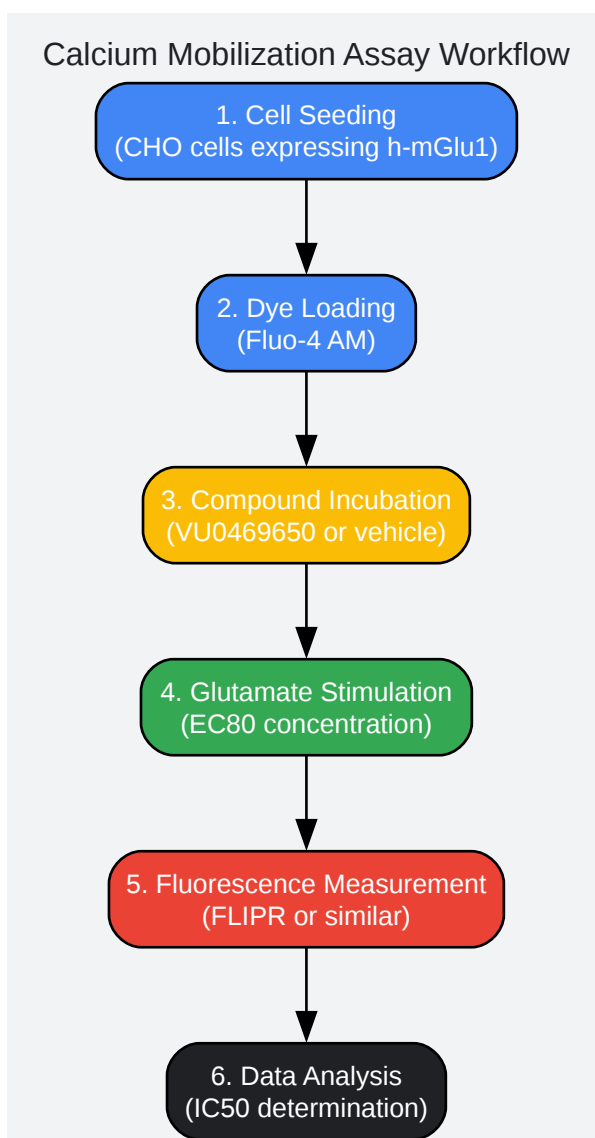 Calcium Mobilization Assay Workflow
1. Cell Seeding
(CHO cells expressing h-mGlu1)
2. Dye Loading
(Fluo-4 AM)
3. Compound Incubation
(VU0469650 or vehicle)
4. Glutamate Stimulation
(EC80 concentration)
5. Fluorescence Measurement
(FLIPR or similar)
6. Data Analysis
(IC50 determination)